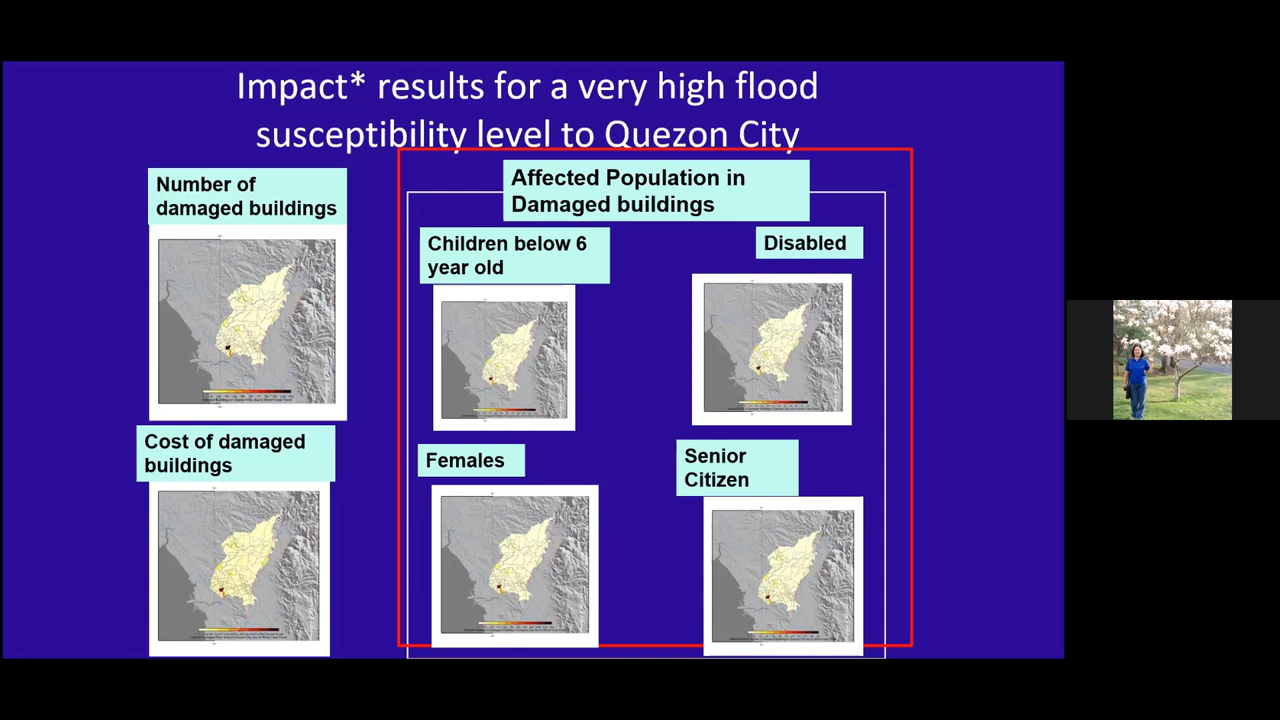 Impact* results for a very high flood
susceptibility level to Quezon City
Number of
damaged buildings
Cost of damaged
buildings
Affected Population in
Damaged buildings
Children below 6
year old
Disabled
Females
Senior
Citizen